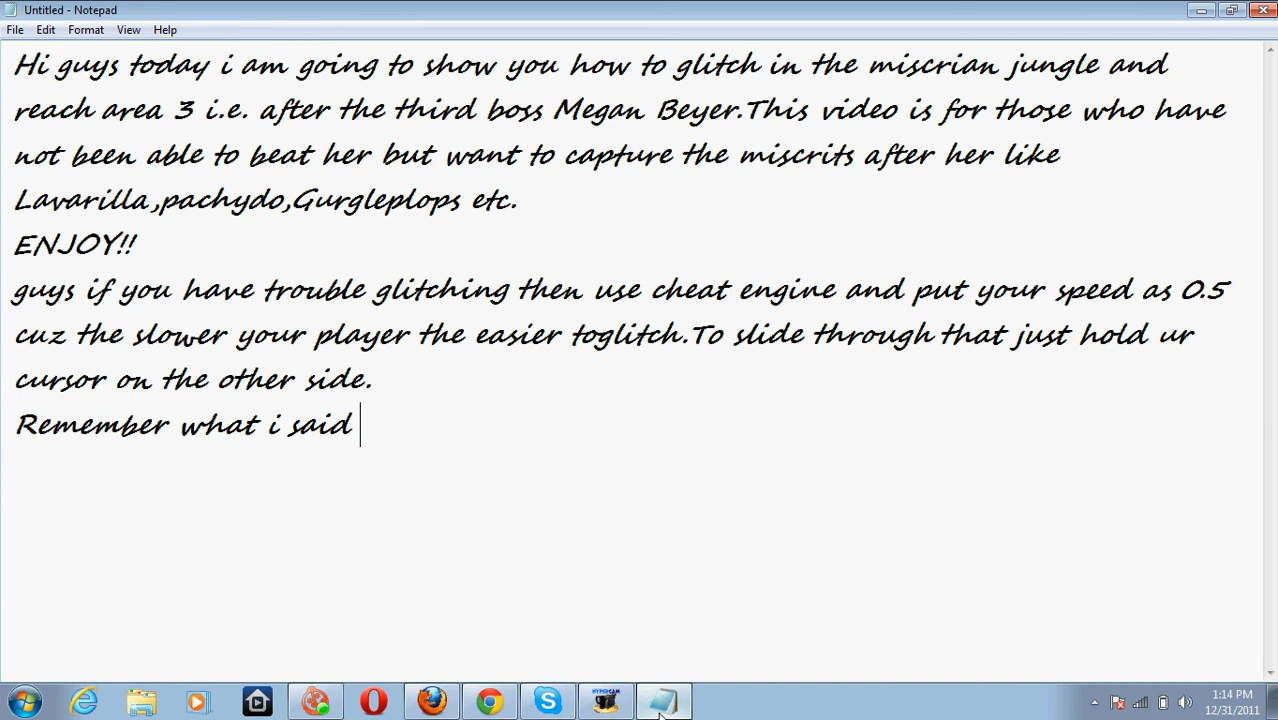 Untitled - Notepad
File Edit Format View Help
Hi guys today i am going to show you how to glitch in the miscrian jungle and
reach area 3 i.e. after the third boss Megan Beyer.This video is for those who have
not been able to beat her but want to capture the miscrits after her like
Lavarilla,pachydo,Gurgleplops etc.
ENJOY!!
guys if you have trouble glitching then use cheat engine and put your speed as 0.5
cuz the slower your player the easier toglitch.To slide through that just hold ur
cursor on the other side.
Remember what i said
HYPERCAM
1:14 PM
12/31/2011